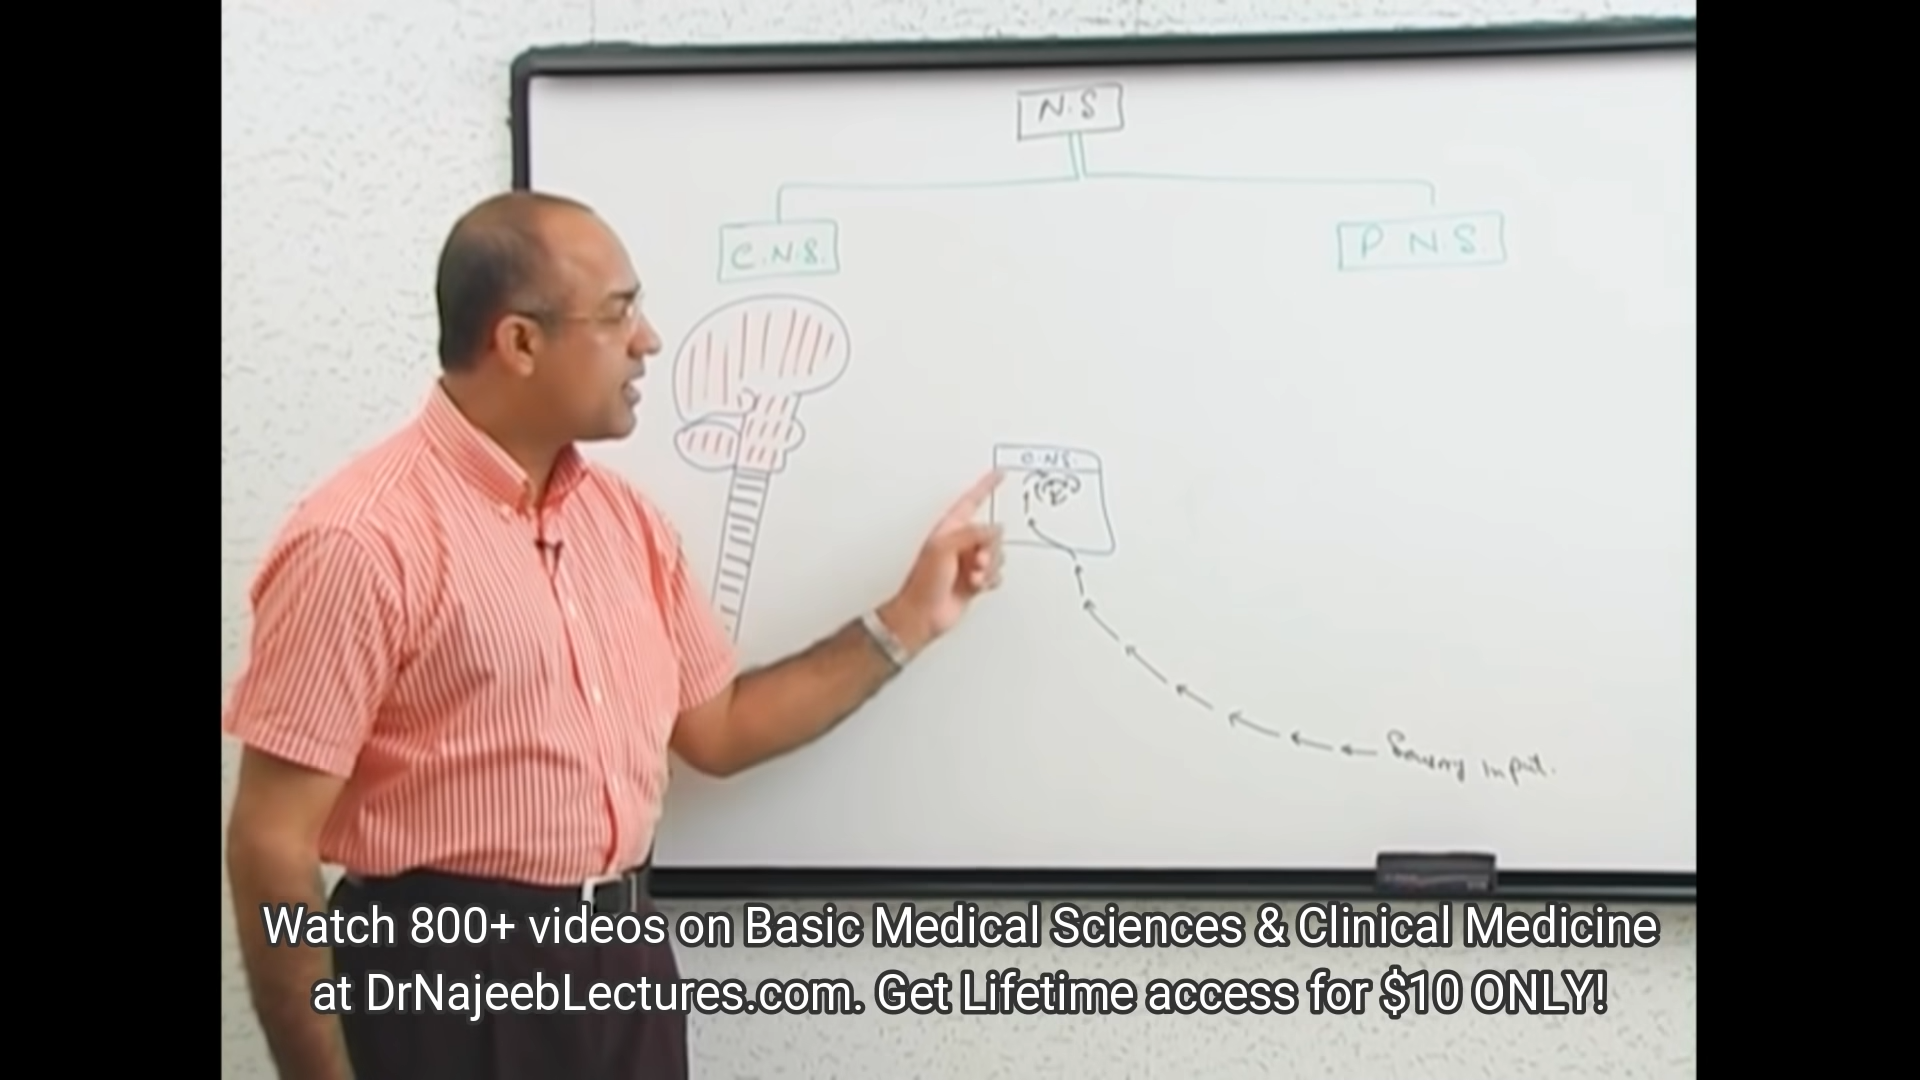 N.S
C.N.S.
P N.S.
C.N.S.
E
Sensory input.
Watch 800+ videos on Basic Medical Sciences & Clinical Medicine
at DrNajeebLectures.com. Get Lifetime access for $10 ONLY!